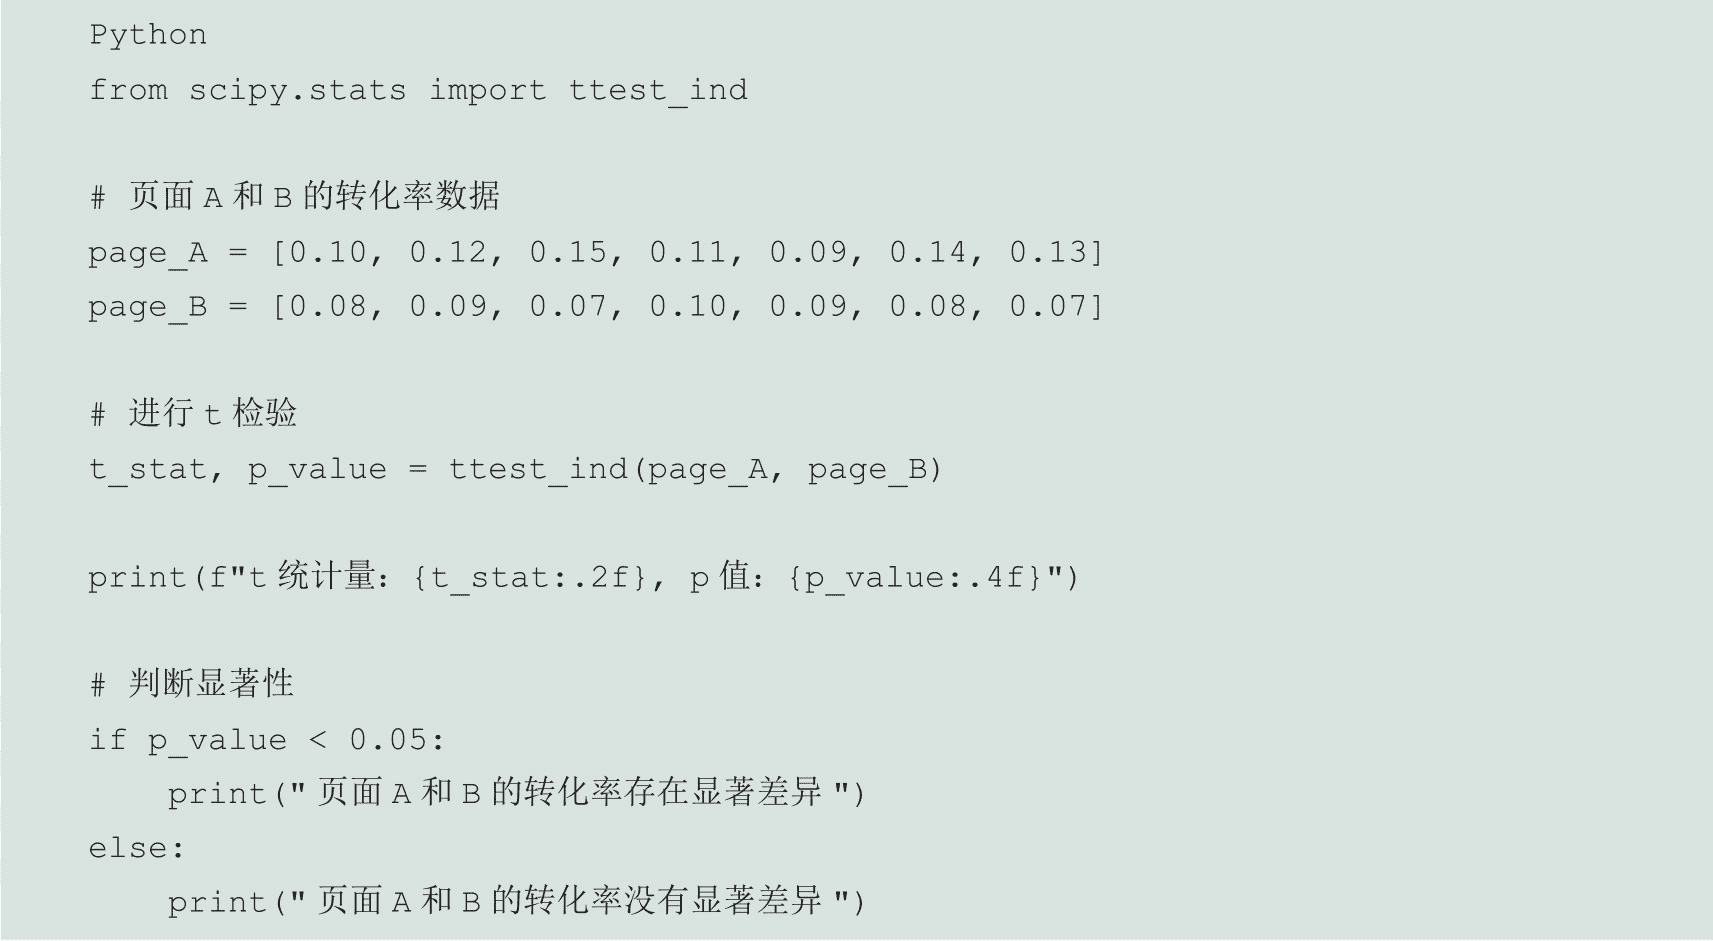 Python
from scipy.stats import ttest_ind
# 页面 A 和 B 的转化率数据
page_A = [0.10, 0.12, 0.15, 0.11, 0.09, 0.14, 0.13]
page_B = [0.08, 0.09, 0.07, 0.10, 0.09, 0.08, 0.07]
# 进行 t 检验
t_stat, p_value = ttest_ind(page_A, page_B)
print(f"t 统计量：{t_stat:.2f}, p 值：{p_value:.4f}")
# 判断显著性
if p_value < 0.05:
    print(" 页面 A 和 B 的转化率存在显著差异 ")
else:
    print(" 页面 A 和 B 的转化率没有显著差异 ")